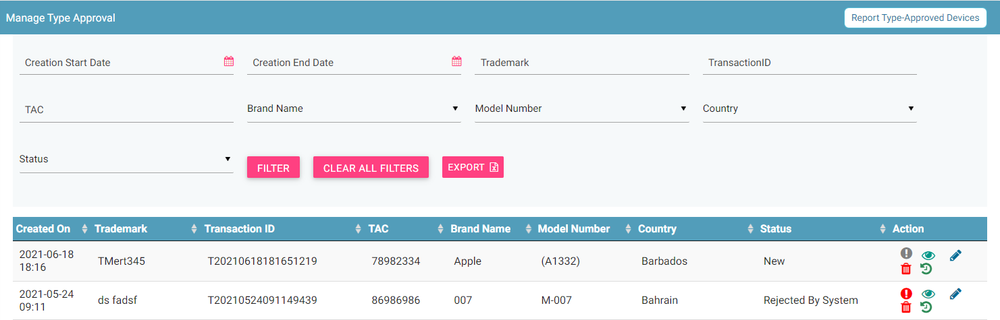 Manage Type Approval Report Type-Approved Devices
Creation Start Date Creation End Date Trademark TransactionID
TAC Brand Name Model Number Country
Status FILTER CLEAR ALL FILTERS EXPORT
Created On Trademark Transaction ID TAC Brand Name Model Number Country Status Action
2021-06-18
18:16 TMert345 T20210618181651219 78982334 Apple (A1332) Barbados New
2021-05-24
09:11 ds fadsf T20210524091149439 86986986 007 M-007 Bahrain Rejected By System